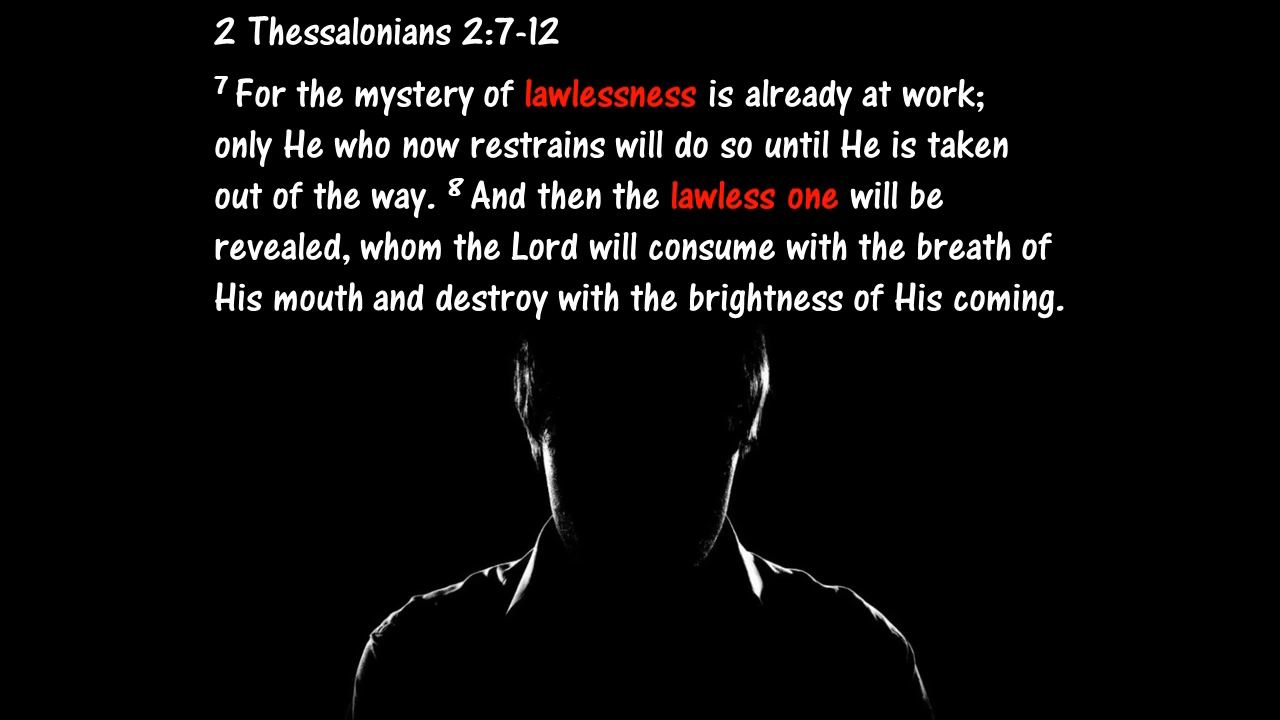 2 Thessalonians 2:7-12
7 For the mystery of lawlessness is already at work;
only He who now restrains will do so until He is taken
out of the way. 8 And then the lawless one will be
revealed, whom the Lord will consume with the breath of
His mouth and destroy with the brightness of His coming.